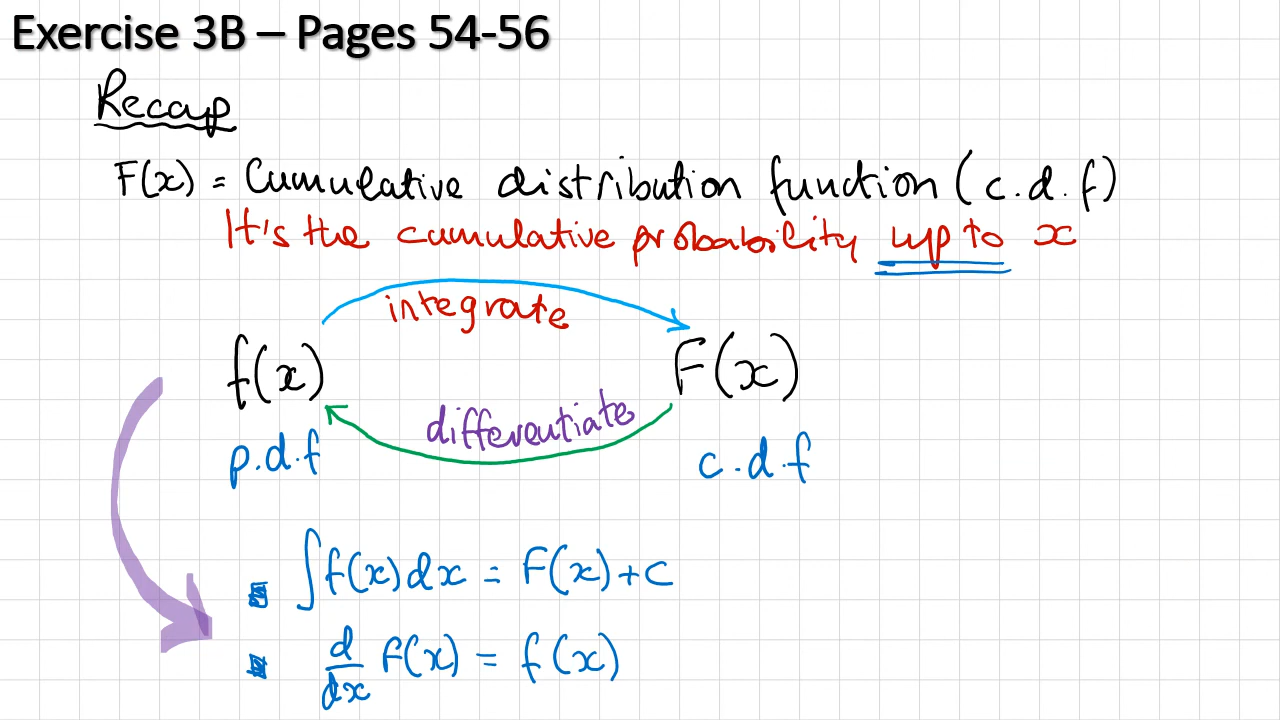 Exercise 3B – Pages 54-56
Recap
F(x) = Cumulative distribution function (c.d.f)
It's the cumulative probability up to x
integrate
f(x) F(x)
differentiate
p.d.f c.d.f
∫f(x)dx = F(x)+c
d/dx F(x) = f(x)